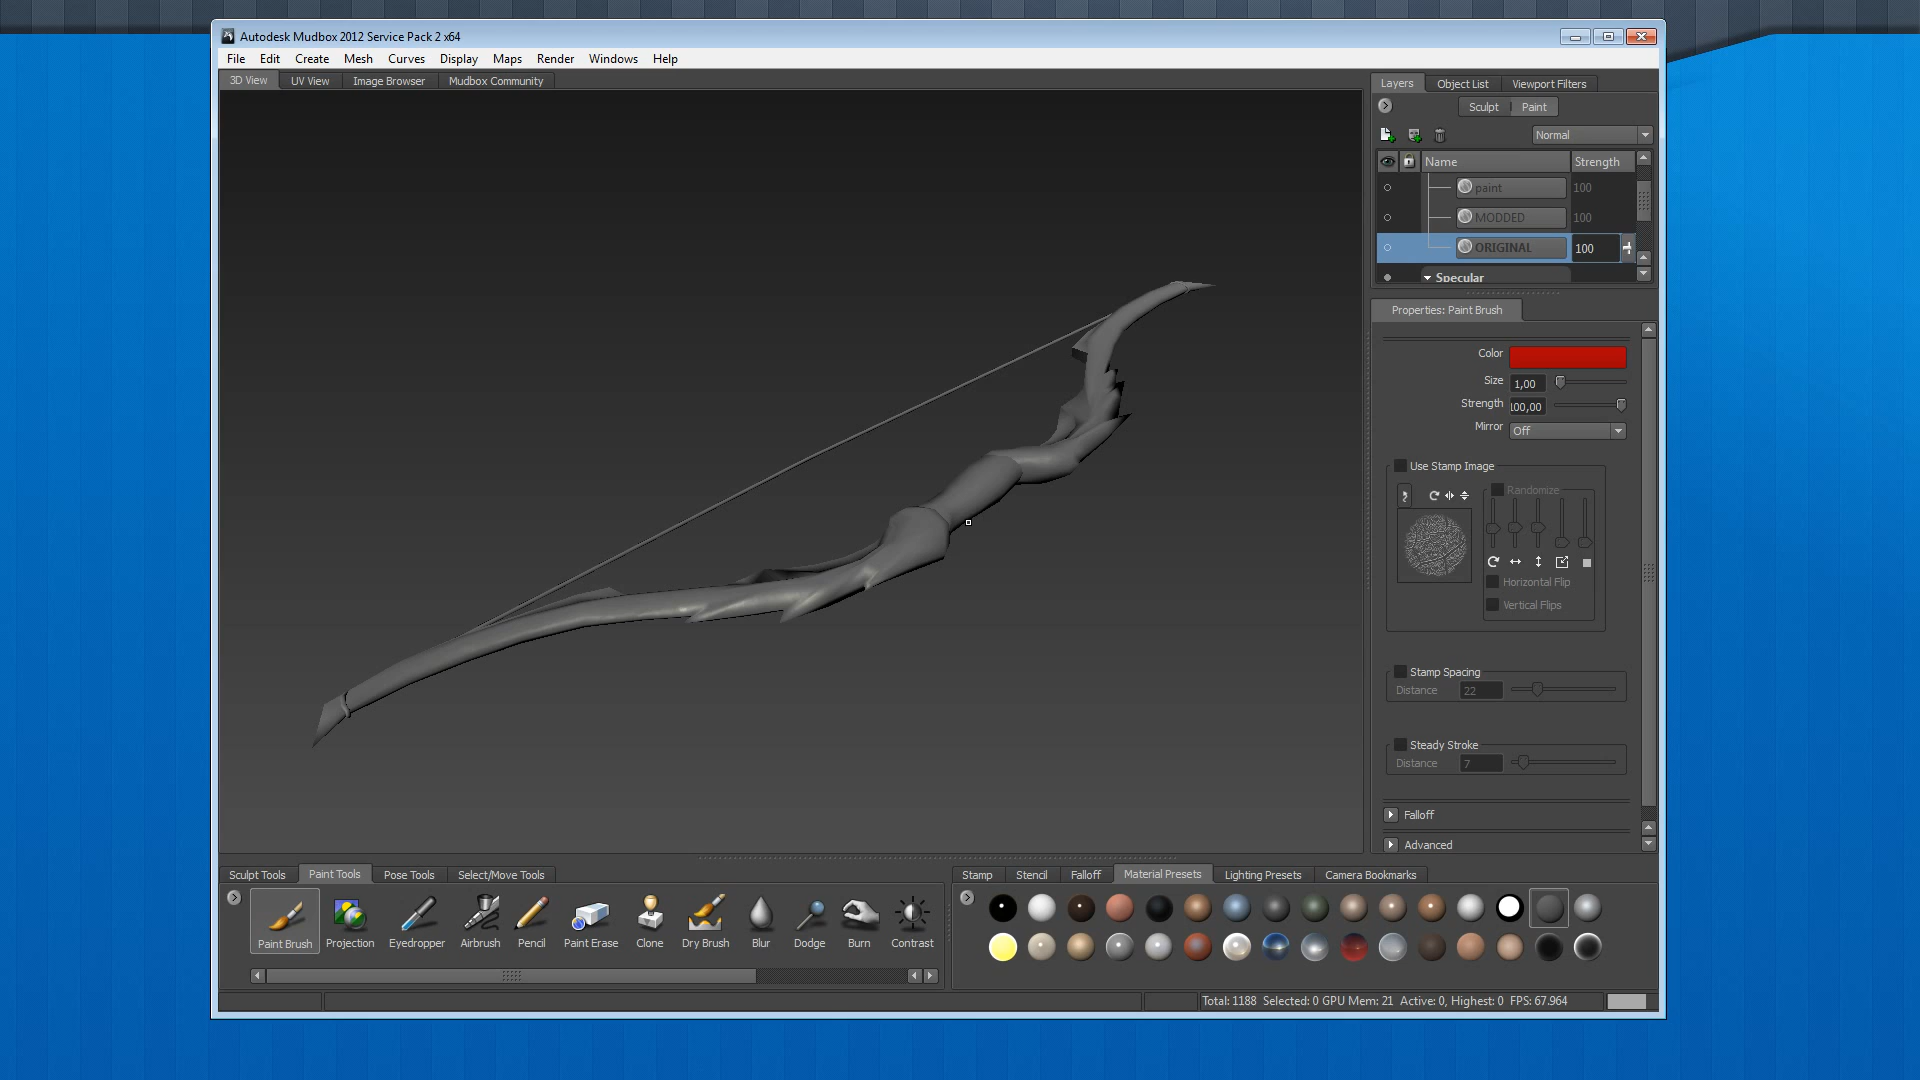 Autodesk Mudbox 2012 Service Pack 2 x64
File Edit Create Mesh Curves Display Maps Render Windows Help
3D View UV View Image Browser Mudbox Community
Layers Object List Viewport Filters
Sculpt Paint
Normal
Name Strength
paint 100
MODDED 100
ORIGINAL 100
Specular
Properties: Paint Brush
Color
Size 1,00
Strength 100,00
Mirror Off
Use Stamp Image
Randomize
Horizontal Flip
Vertical Flips
Stamp Spacing
Distance 22
Steady Stroke
Distance 7
Falloff
Advanced
Sculpt Tools Paint Tools Pose Tools Select/Move Tools
Paint Brush Projection Eyedropper Airbrush Pencil Paint Erase Clone Dry Brush Blur Dodge Burn Contrast
Stamp Stencil Falloff Material Presets Lighting Presets Camera Bookmarks
Total: 1188 Selected: 0 GPU Mem: 21 Active: 0, Highest: 0 FPS: 67.964